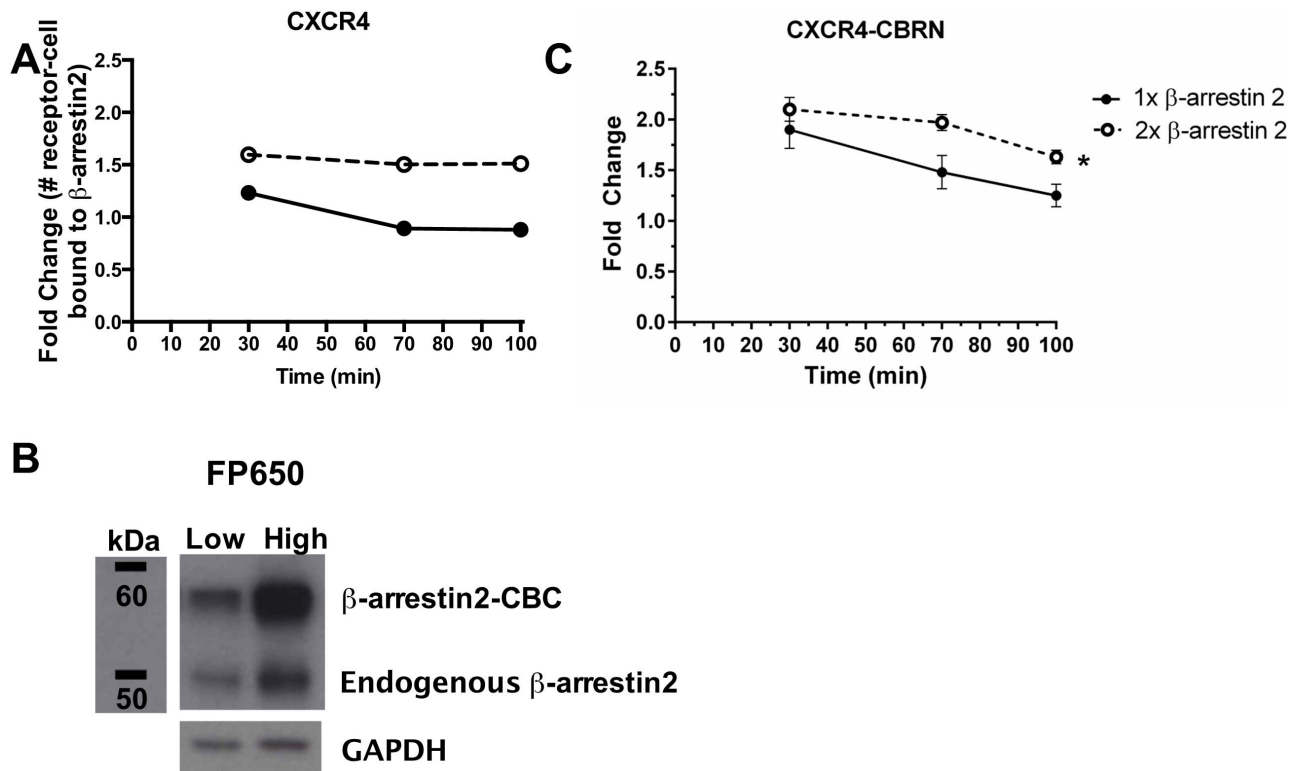 A
CXCR4
Fold Change (# receptor-cell
bound to β-arrestin2)
2.5
2.0
1.5
1.0
0.5
0.0
0 10 20 30 40 50 60 70 80 90 100
Time (min)
C
CXCR4-CBRN
Fold Change
2.5
2.0
1.5
1.0
0.5
0.0
0 10 20 30 40 50 60 70 80 90 100
Time (min)
*
1x β-arrestin 2
2x β-arrestin 2
B
FP650
kDa Low High
60 β-arrestin2-CBC
50 Endogenous β-arrestin2
GAPDH